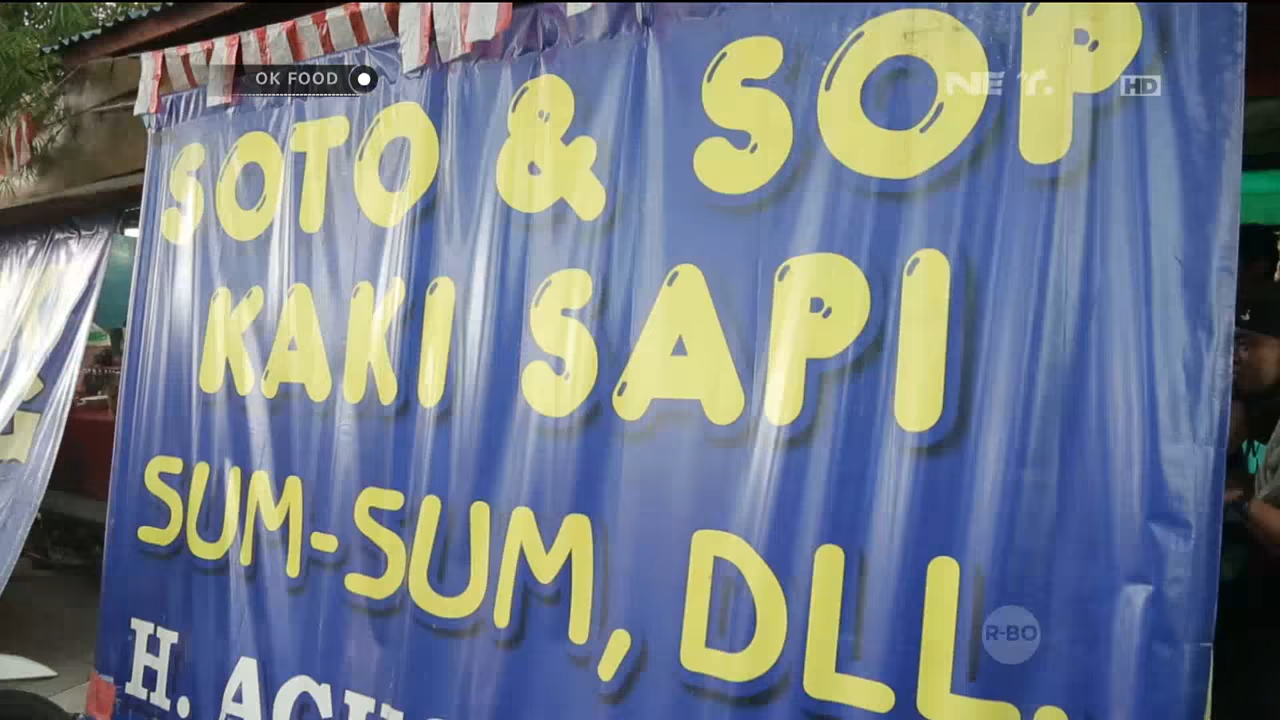 OK FOOD
NET.
HD
SOTO & SOP
KAKI SAPI
SUM-SUM, DLL.
R-BO
H.